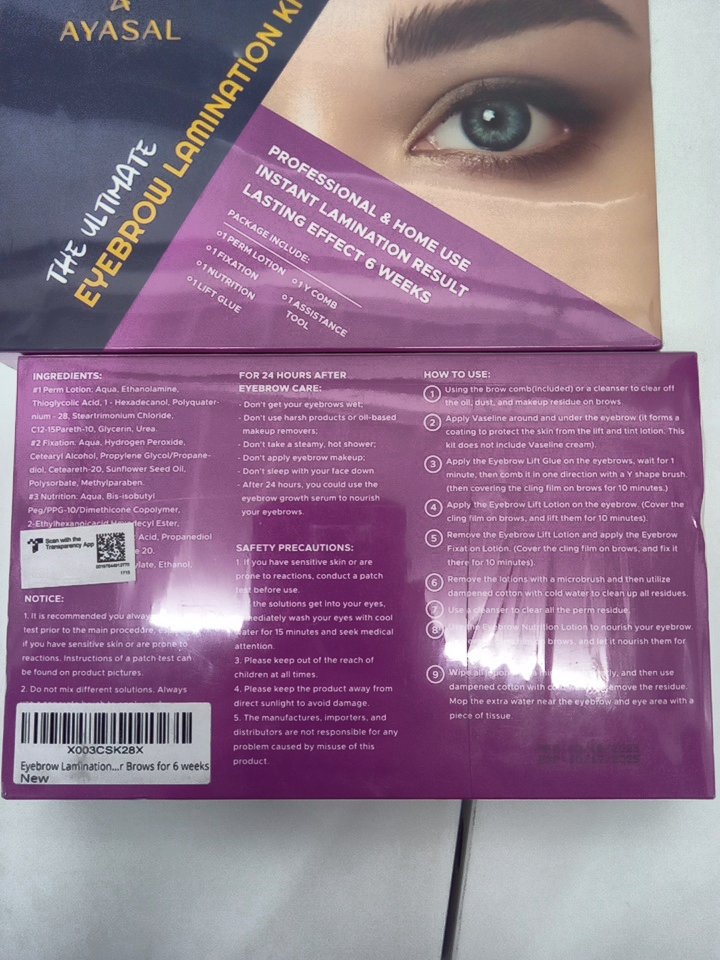 AYASAL
THE ULTIMATE
EYEBROW LAMINATION KI
PROFESSIONAL & HOME USE
INSTANT LAMINATION RESULT
LASTING EFFECT 6 WEEKS
PACKAGE INCLUDE:
1 PERM LOTION
1 FIXATION
1 NUTRITION
1 LIFT GLUE
1 Y COMB
1 ASSISTANCE
TOOL
INGREDIENTS:
#1 Perm Lotion: Aqua, Ethanolamine,
Thioglycolic Acid, 1 - Hexadecanol, Polyquater-
nium - 28, Steartrimonium Chloride,
C12-15Pareth-10, Glycerin, Urea.
#2 Fixation: Aqua, Hydrogen Peroxide,
Cetearyl Alcohol, Propylene Glycol/Propane-
diol, Ceteareth-20, Sunflower Seed Oil,
Polysorbate, Methylparaben.
#3 Nutrition: Aqua, Bis-isobutyl
Peg/PPG-10/Dimethicone Copolymer,
2-Ethylhexannoicacid Hexadecyl Ester,
Acid, Propanediol
20.
Ethanol,
Scan with the
Transparency App
1713
NOTICE:
1. It is recommended you always
test prior to the main procedure,
if you have sensitive skin or are prone to
reactions. Instructions of a patch test can
be found on product pictures.
2. Do not mix different solutions. Always
X003CSK28X
Eyebrow Lamination...r Brows for 6 weeks
New
FOR 24 HOURS AFTER
EYEBROW CARE:
- Don't get your eyebrows wet;
- Don't use harsh products or oil-based
makeup removers;
- Don't take a steamy, hot shower;
- Don't apply eyebrow makeup;
- Don't sleep with your face down
- After 24 hours, you could use the
eyebrow growth serum to nourish
your eyebrows.
SAFETY PRECAUTIONS:
1. If you have sensitive skin or are
prone to reactions, conduct a patch
test before use.
the solutions get into your eyes,
immediately wash your eyes with cool
water for 15 minutes and seek medical
attention.
3. Please keep out of the reach of
children at all times.
4. Please keep the product away from
direct sunlight to avoid damage.
5. The manufactures, importers, and
distributors are not responsible for any
problem caused by misuse of this
product.
HOW TO USE:
1 Using the brow comb(included) or a cleanser to clear off
the oil, dust, and makeup residue on brows
2 Apply Vaseline around and under the eyebrow (it forms a
coating to protect the skin from the lift and tint lotion. This
kit does not include Vaseline cream).
3 Apply the Eyebrow Lift Glue on the eyebrows, wait for 1
minute, then comb it in one direction with a Y shape brush
(then covering the cling film on brows for 10 minutes.)
4 Apply the Eyebrow Lift Lotion on the eyebrow. (Cover the
cling film on brows, and lift them for 10 minutes).
5 Remove the Eyebrow Lift Lotion and apply the Eyebrow
Fixation Lotion. (Cover the cling film on brows, and fix it
there for 10 minutes).
6 Remove the lotions with a microbrush and then utilize
dampened cotton with cold water to cleanup all residues.
7 Use a cleanser to clear all the perm residue.
8 Use the Eyebrow Nutrition Lotion to nourish your eyebrow.
brows, and let it nourish them for
9 Wipe all and then use
dampened cotton with remove the residue.
Mop the extra water near the eyebrow and eye area with a
piece of tissue.